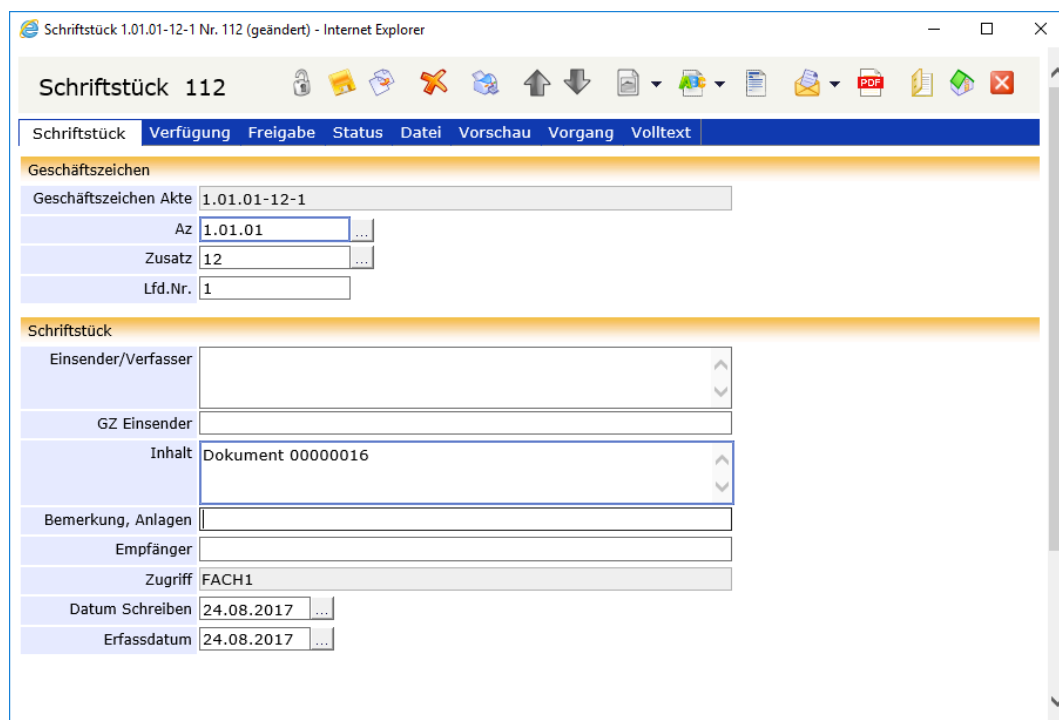 Schriftstück 1.01.01-12-1 Nr. 112 (geändert) - Internet Explorer
Schriftstück 112
PDF
Schriftstück Verfügung Freigabe Status Datei Vorschau Vorgang Volltext
Geschäftszeichen
Geschäftszeichen Akte 1.01.01-12-1
Az 1.01.01 ...
Zusatz 12 ...
Lfd.Nr. 1
Schriftstück
Einsender/Verfasser
GZ Einsender
Inhalt Dokument 00000016
Bemerkung, Anlagen
Empfänger
Zugriff FACH1
Datum Schreiben 24.08.2017 ...
Erfassdatum 24.08.2017 ...